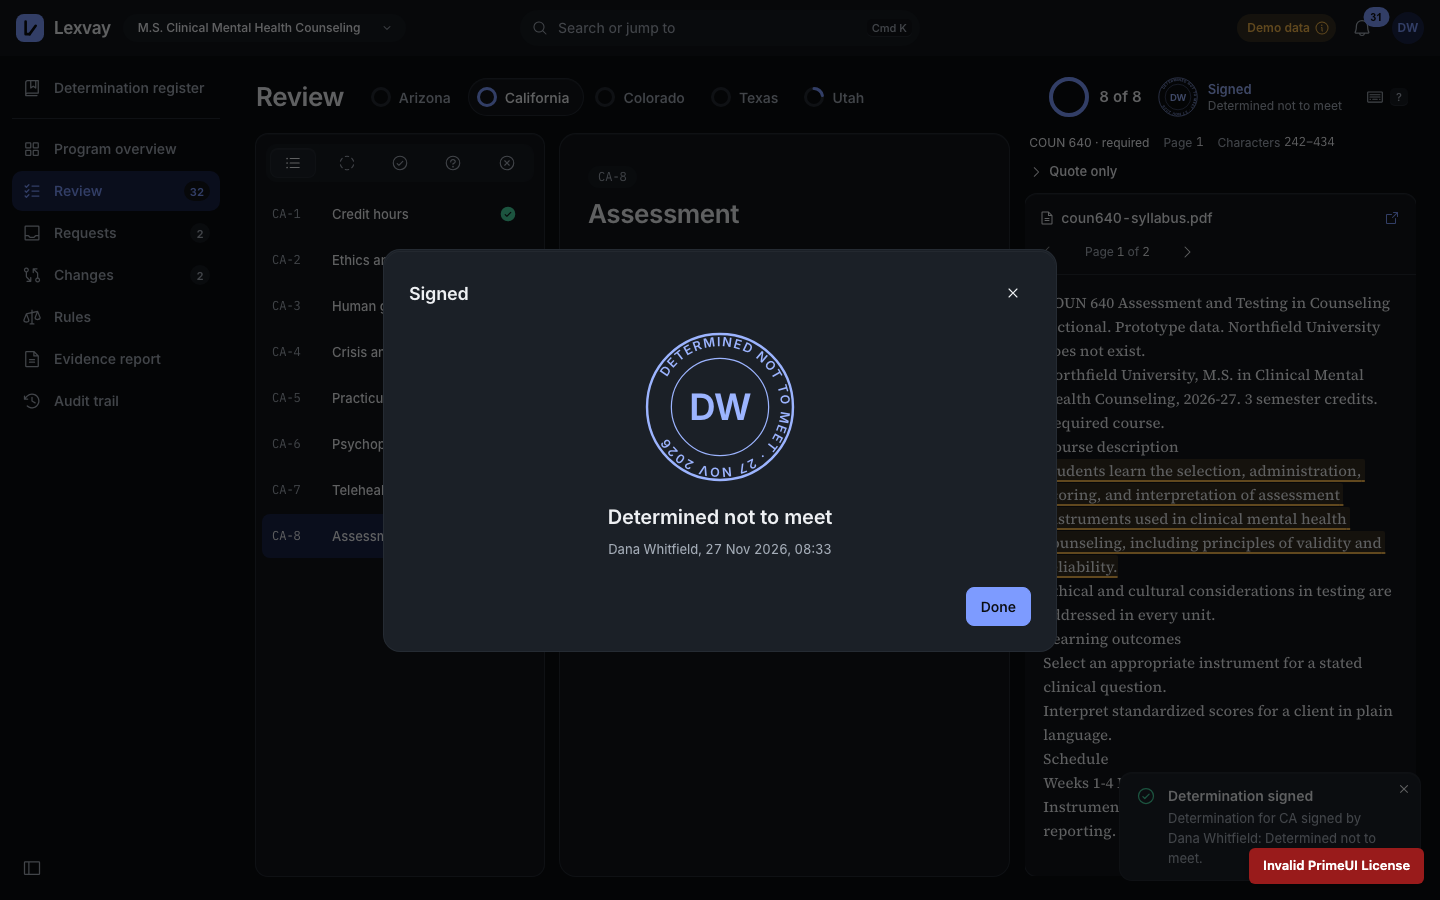 Lexvay
M.S. Clinical Mental Health Counseling
Search or jump to
Cmd K
Demo data
31
DW
Determination register
Program overview
Review
32
Requests
2
Changes
2
Rules
Evidence report
Audit trail
Review
Arizona
California
Colorado
Texas
Utah
8 of 8
DW
Signed
Determined not to meet
?
CA-1 Credit hours
CA-2 Ethics
CA-3 Human
CA-4 Crisis
CA-5
CA-6
CA-7
CA-8
CA-8
Assessment
COUN 640 · required
Page 1
Characters 242–434
Quote only
coun640-syllabus.pdf
Page 1 of 2
OUN 640 Assessment and Testing in Counseling
ctional. Prototype data. Northfield University
es not exist.
orthfield University, M.S. in Clinical Mental
ealth Counseling, 2026-27. 3 semester credits.
equired course.
ourse description
udents learn the selection, administration,
oring, and interpretation of assessment
struments used in clinical mental health
ounseling, including principles of validity and
liability.
hical and cultural considerations in testing are
ddressed in every unit.
earning outcomes
Select an appropriate instrument for a stated
clinical question.
Interpret standardized scores for a client in plain
language.
Schedule
Weeks 1-4
Instrumen
reporting.
Signed
DETERMINED NOT TO MEET · 27 NOV 2026
DW
Determined not to meet
Dana Whitfield, 27 Nov 2026, 08:33
Done
Determination signed
Determination for CA signed by
Dana Whitfield: Determined not to
meet.
Invalid PrimeUI License